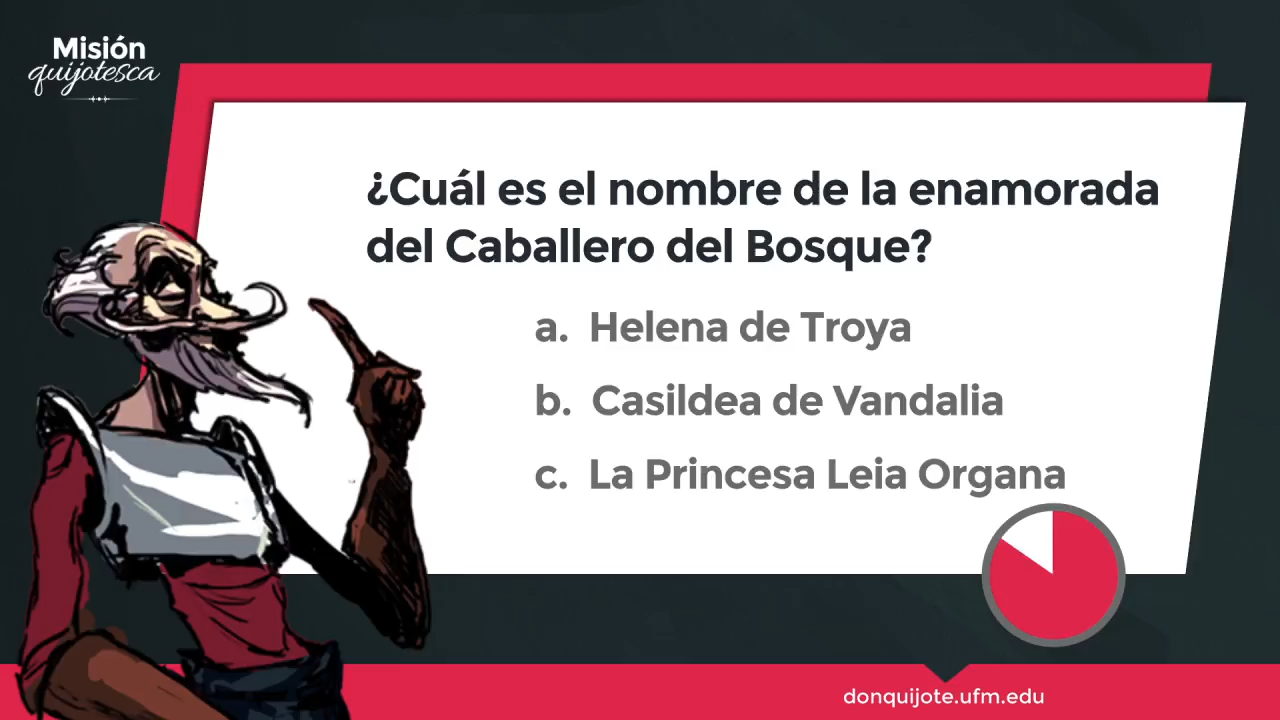 Misión
quijotesca
¿Cuál es el nombre de la enamorada
del Caballero del Bosque?
a. Helena de Troya
b. Casildea de Vandalia
c. La Princesa Leia Organa
donquijote.ufm.edu